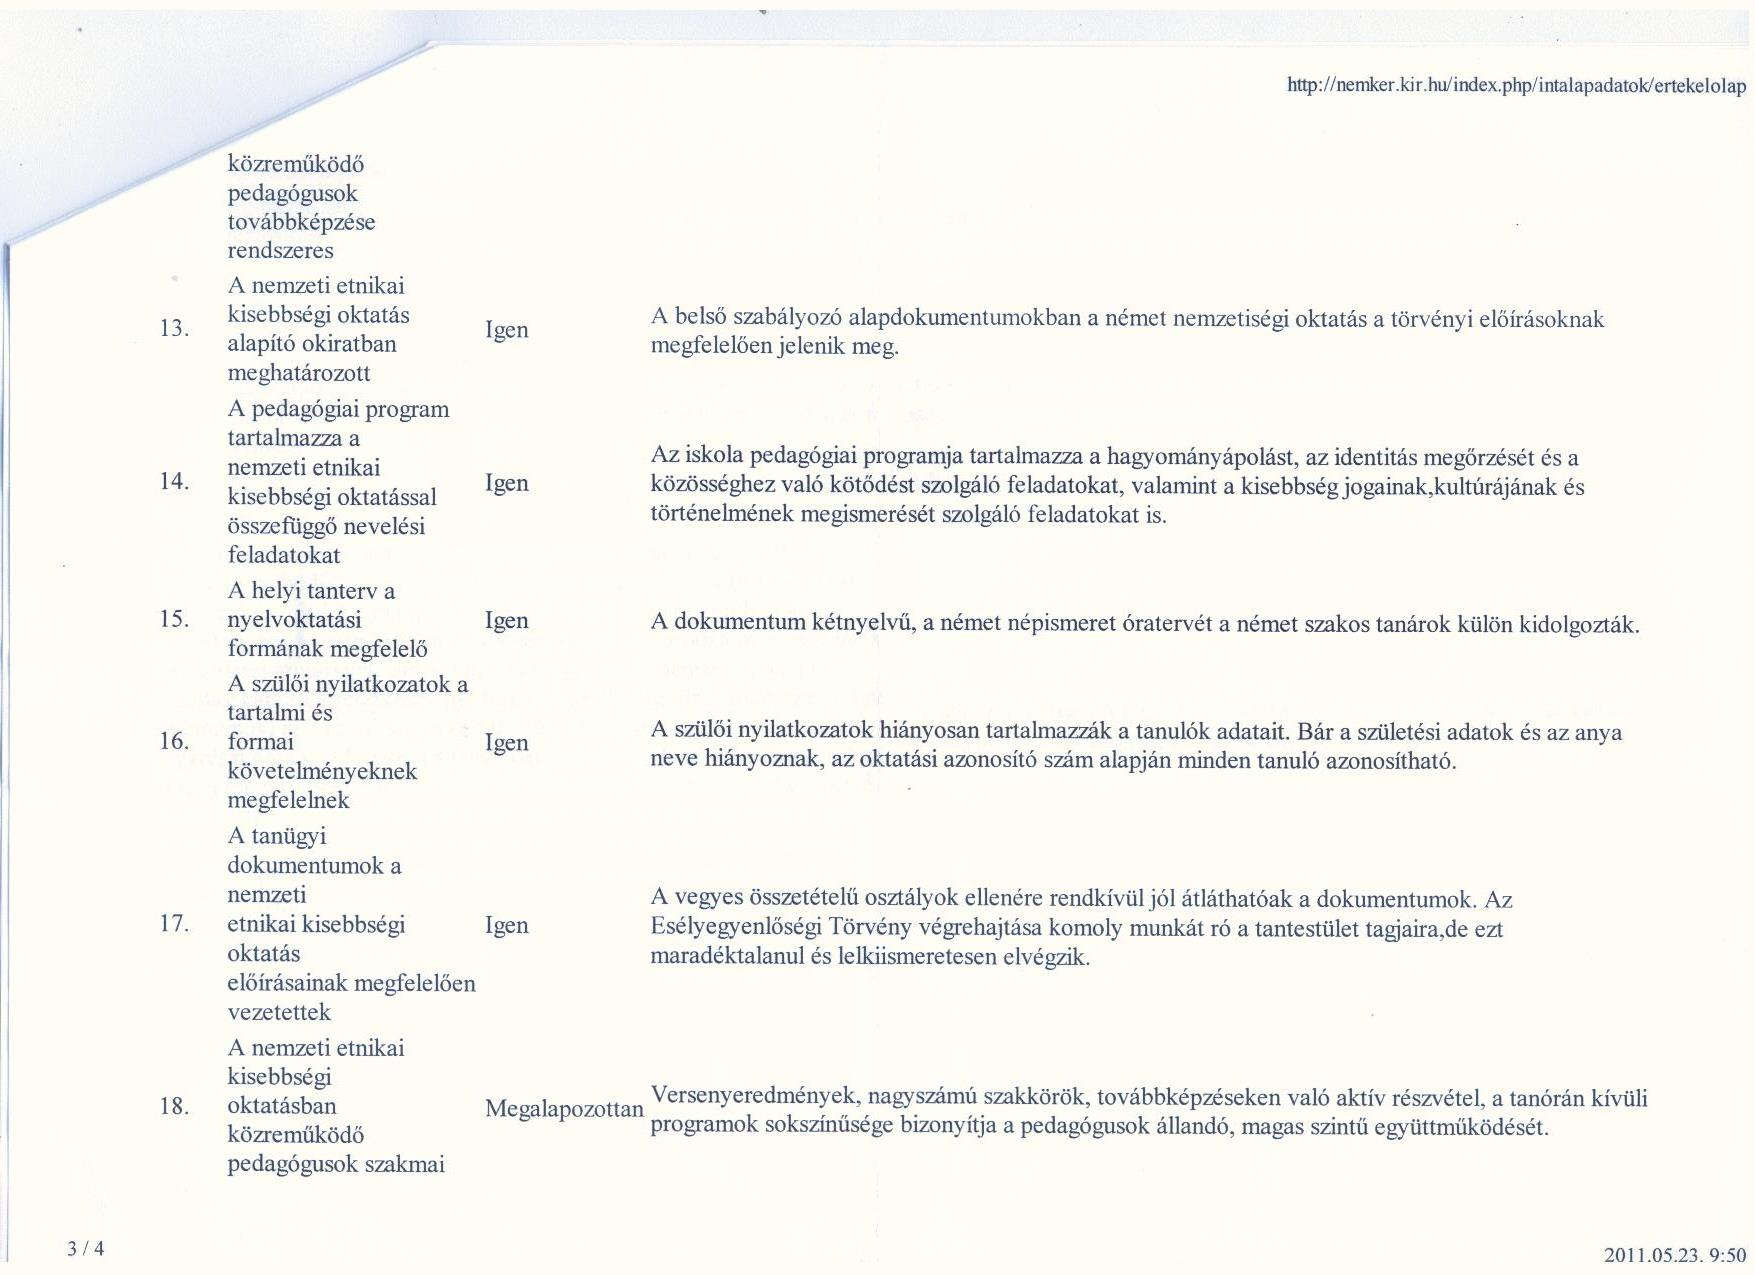 http://nemker.kir.hu/index.php/intalapadatok/ertekelolap
közreműködő
pedagógusok
továbbképzése
rendszeres
13.
A nemzeti etnikai
kisebbségi oktatás
alapító okiratban
meghatározott
Igen
A belső szabályozó alapdokumentumokban a német nemzetiségi oktatás a törvényi előírásoknak
megfelelően jelenik meg.
14.
A pedagógiai program
tartalmazza a
nemzeti etnikai
kisebbségi oktatással
összefüggő nevelési
feladatokat
Igen
Az iskola pedagógiai programja tartalmazza a hagyományápolást, az identitás megőrzését és a
közösséghez való kötődést szolgáló feladatokat, valamint a kisebbség jogainak,kultúrájának és
történelmének megismerését szolgáló feladatokat is.
15.
A helyi tanterv a
nyelvoktatási
formának megfelelő
Igen
A dokumentum kétnyelvű, a német népismeret óratervét a német szakos tanárok külön kidolgozták.
16.
A szülői nyilatkozatok a
tartalmi és
formai
követelményeknek
megfelelnek
Igen
A szülői nyilatkozatok hiányosan tartalmazzák a tanulók adatait. Bár a születési adatok és az anya
neve hiányoznak, az oktatási azonosító szám alapján minden tanuló azonosítható.
17.
A tanügyi
dokumentumok a
nemzeti
etnikai kisebbségi
oktatás
előírásainak megfelelően
vezetettek
Igen
A vegyes összetételű osztályok ellenére rendkívül jól átláthatóak a dokumentumok. Az
Esélyegyenlőségi Törvény végrehajtása komoly munkát ró a tantestület tagjaira,de ezt
maradéktalanul és lelkiismeretesen elvégzik.
18.
A nemzeti etnikai
kisebbségi
oktatásban
közreműködő
pedagógusok szakmai
Megalapozottan
Versenyeredmények, nagyszámú szakkörök, továbbképzéseken való aktív részvétel, a tanórán kívüli
programok sokszínűsége bizonyítja a pedagógusok állandó, magas szintű együttműködését.
3 / 4
2011.05.23. 9:50